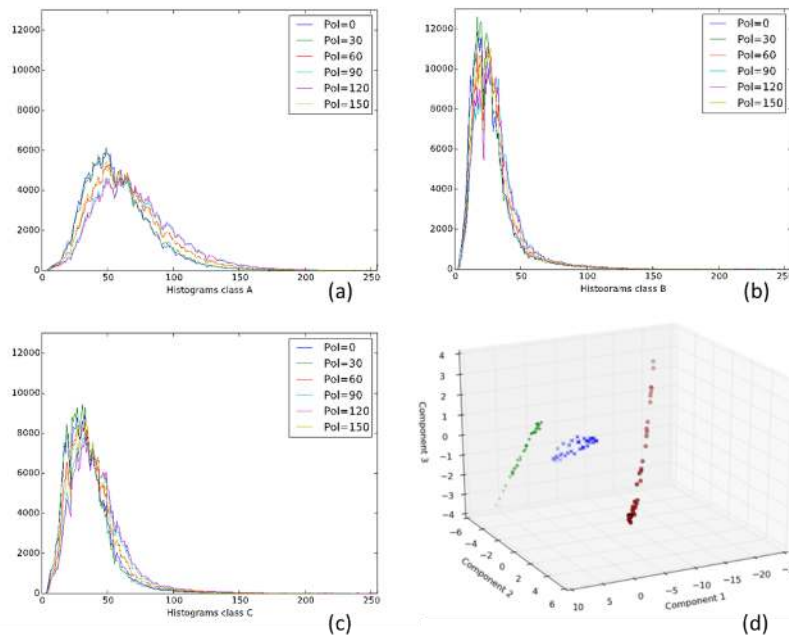 12000
10000
8000
6000
4000
2000
0
Pol=0
Pol=30
Pol=60
Pol=90
Pol=120
Pol=150
0 50 100 150 200 250
Histograms class A
(a)
12000
10000
8000
6000
4000
2000
0
Pol=0
Pol=30
Pol=60
Pol=90
Pol=120
Pol=150
0 50 100 150 200 250
Histograms class B
(b)
12000
10000
8000
6000
4000
2000
0
Pol=0
Pol=30
Pol=60
Pol=90
Pol=120
Pol=150
0 50 100 150 200 250
Histograms class C
(c)
4
3
2
1
0
−1
−2
−3
−4
Component 3
−6
−4
−2
0
2
4
6
Component 2
10 5 0 −5 −10 −15 −20
Component 1
(d)